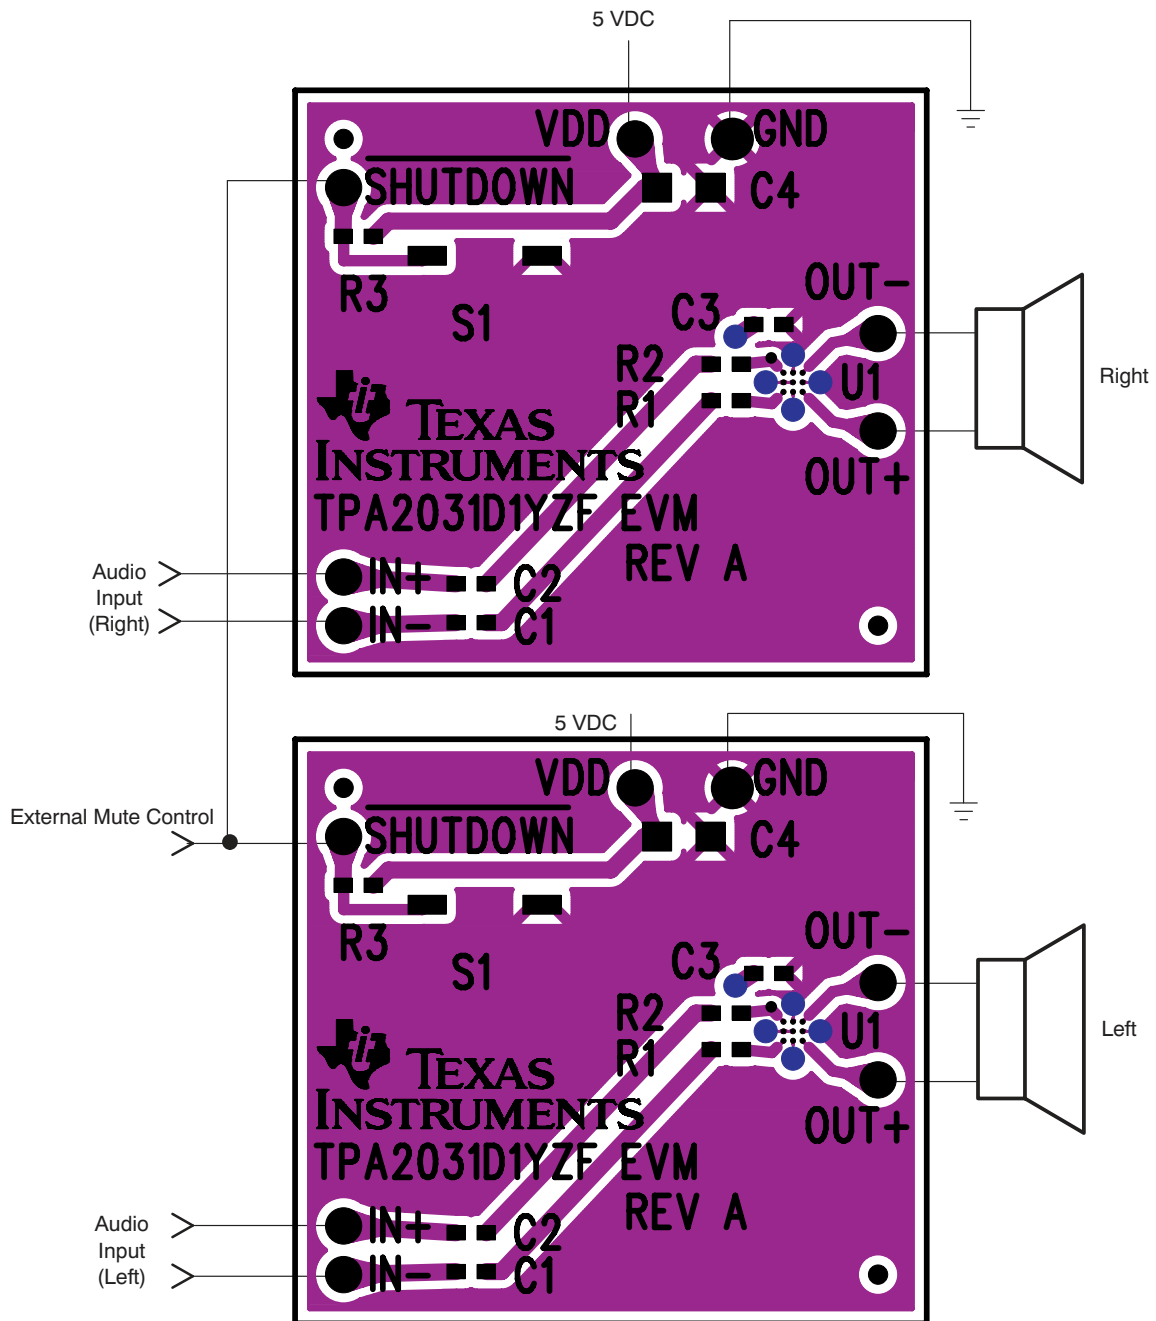 5 VDC
VDD
GND
SHUTDOWN
C4
R3
S1
OUT-
C3
R2
U1
R1
Right
OUT+
TEXAS
INSTRUMENTS
TPA2031D1YZF EVM
REV A
Audio
Input
(Right)
IN+
C2
IN-
C1
5 VDC
VDD
GND
External Mute Control
SHUTDOWN
C4
R3
S1
OUT-
C3
R2
U1
R1
Left
OUT+
TEXAS
INSTRUMENTS
TPA2031D1YZF EVM
REV A
Audio
Input
(Left)
IN+
C2
IN-
C1